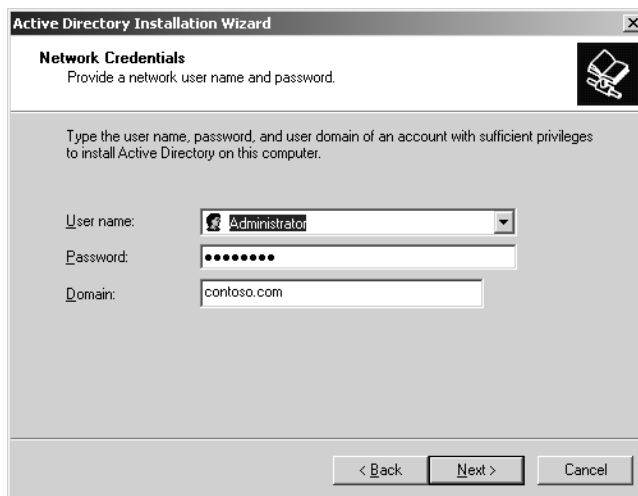 Active Directory Installation Wizard
Network Credentials
Provide a network user name and password.
Type the user name, password, and user domain of an account with sufficient privileges
to install Active Directory on this computer.
User name: Administrator
Password: ●●●●●●●●
Domain: contoso.com
< Back Next > Cancel